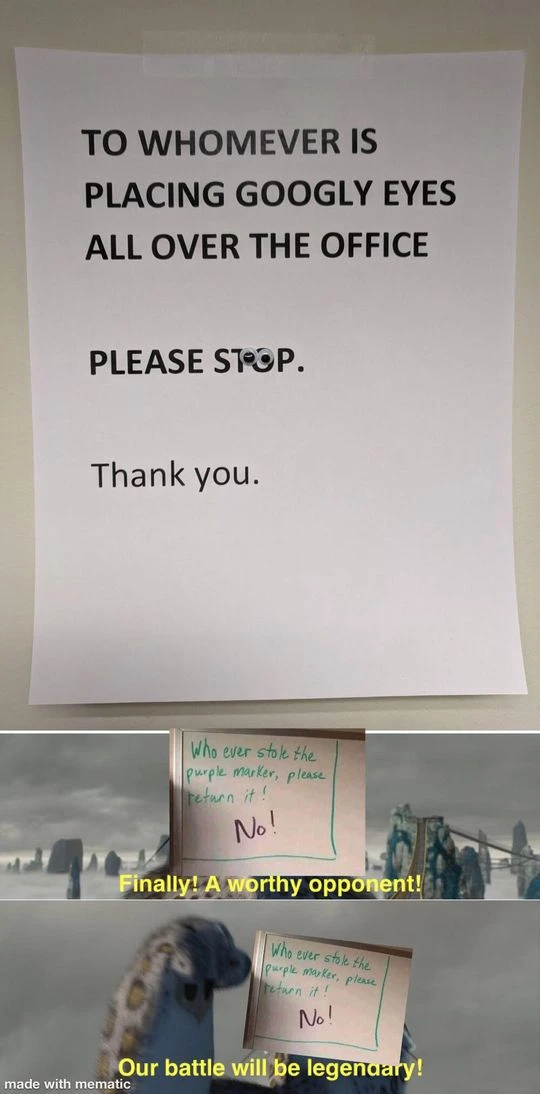 TO WHOMEVER IS
PLACING GOOGLY EYES
ALL OVER THE OFFICE
PLEASE STOP.
Thank you.
Who ever stole the
purple marker, please
return it!
No!
Finally! A worthy opponent!
Who ever stole the
purple marker, please
return it!
No!
Our battle will be legendary!
made with mematic